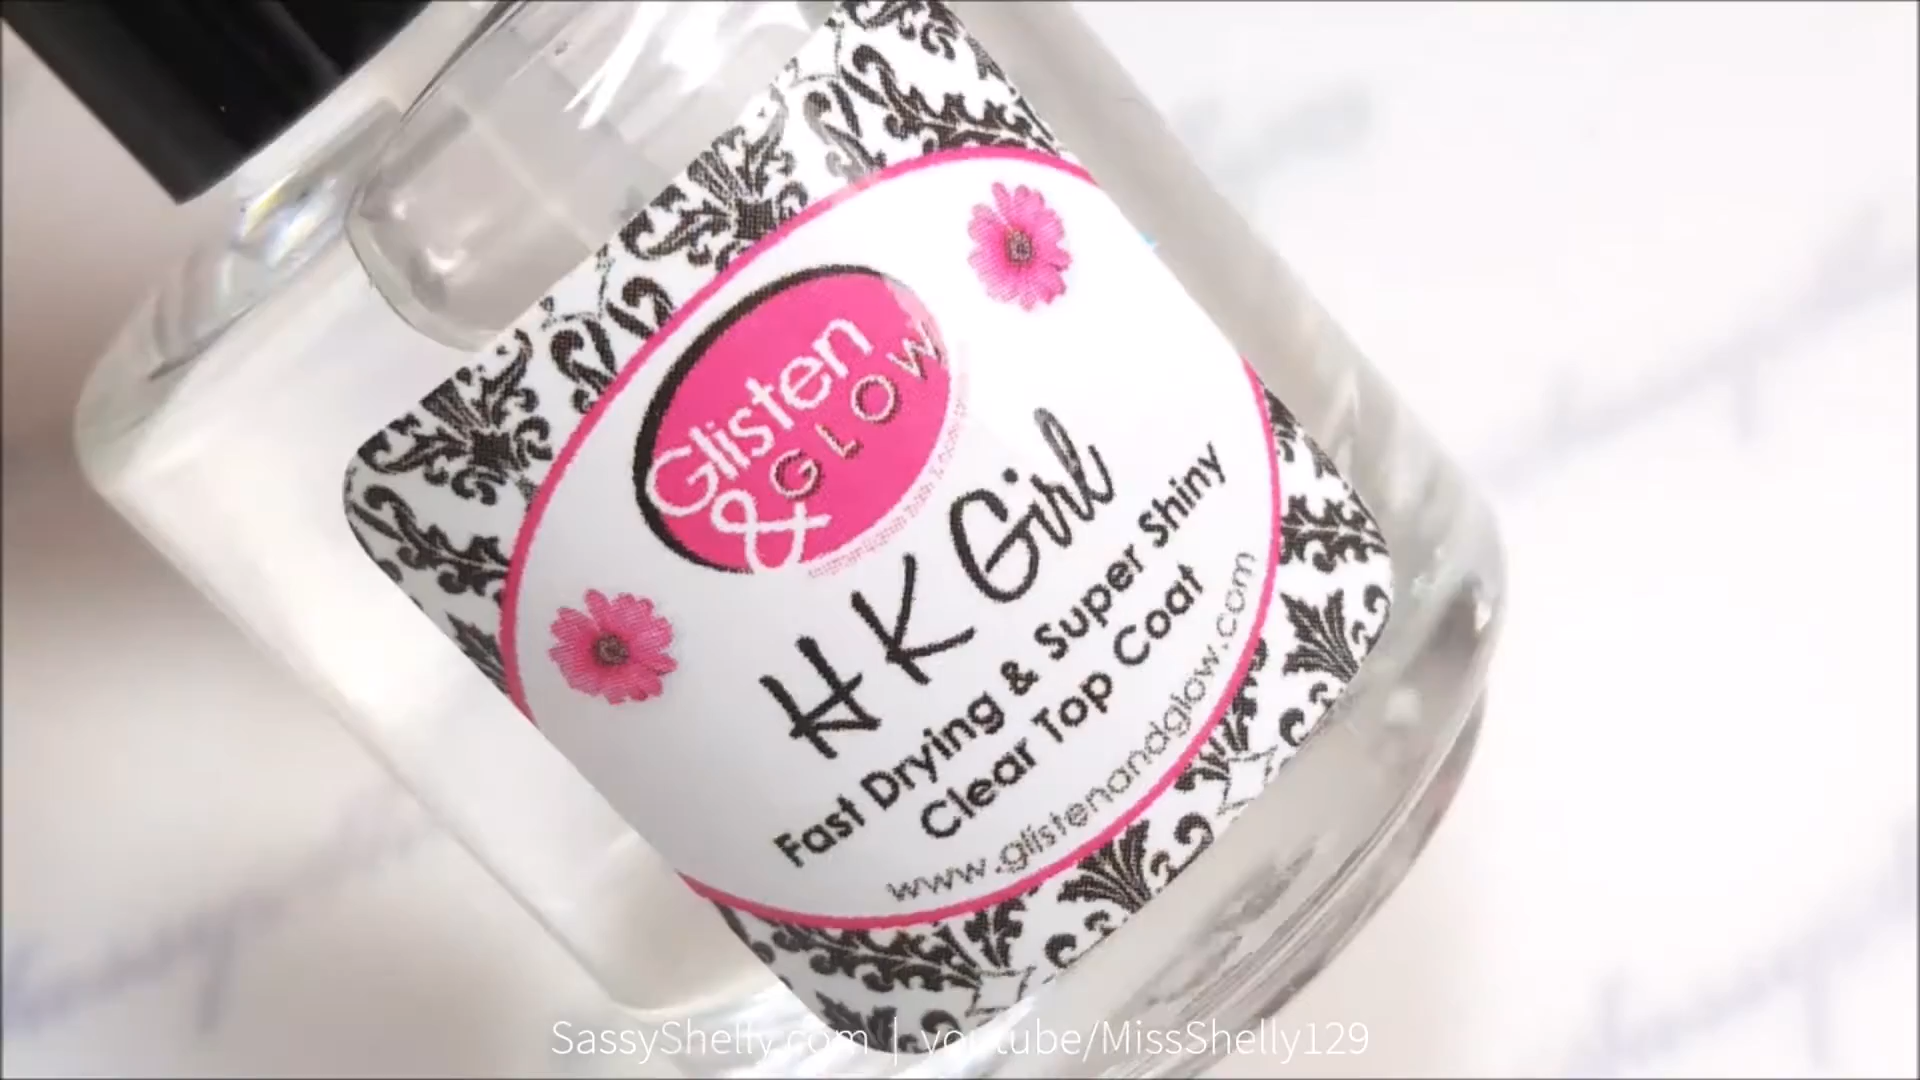 Glisten
& GLOW
HK Girl
Fast Drying & Super Shiny
Clear Top Coat
www.glistenandglow.com
SassyShelly.com | youtube/MissShelly129